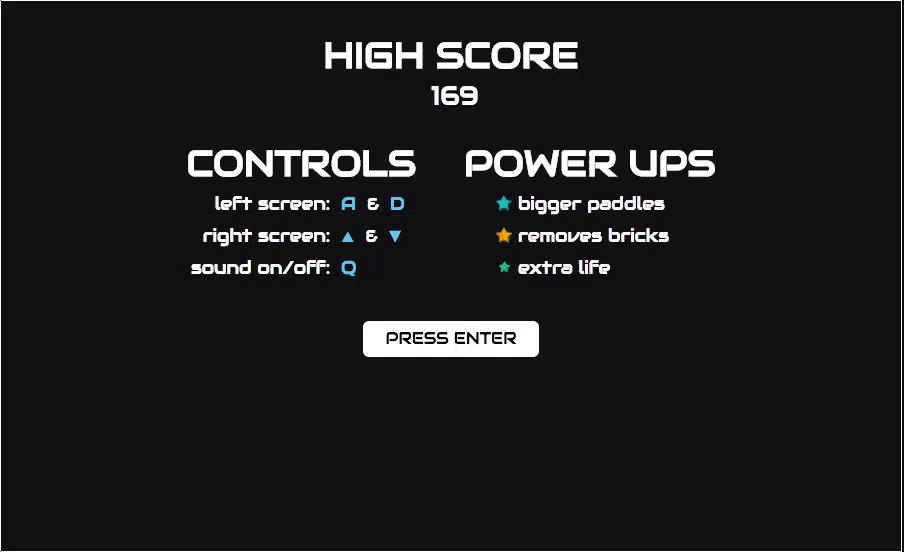 HIGH SCORE
169
CONTROLS
left screen: A & D
right screen: ▲ & ▼
sound on/off: Q
POWER UPS
bigger paddles
removes bricks
extra life
PRESS ENTER